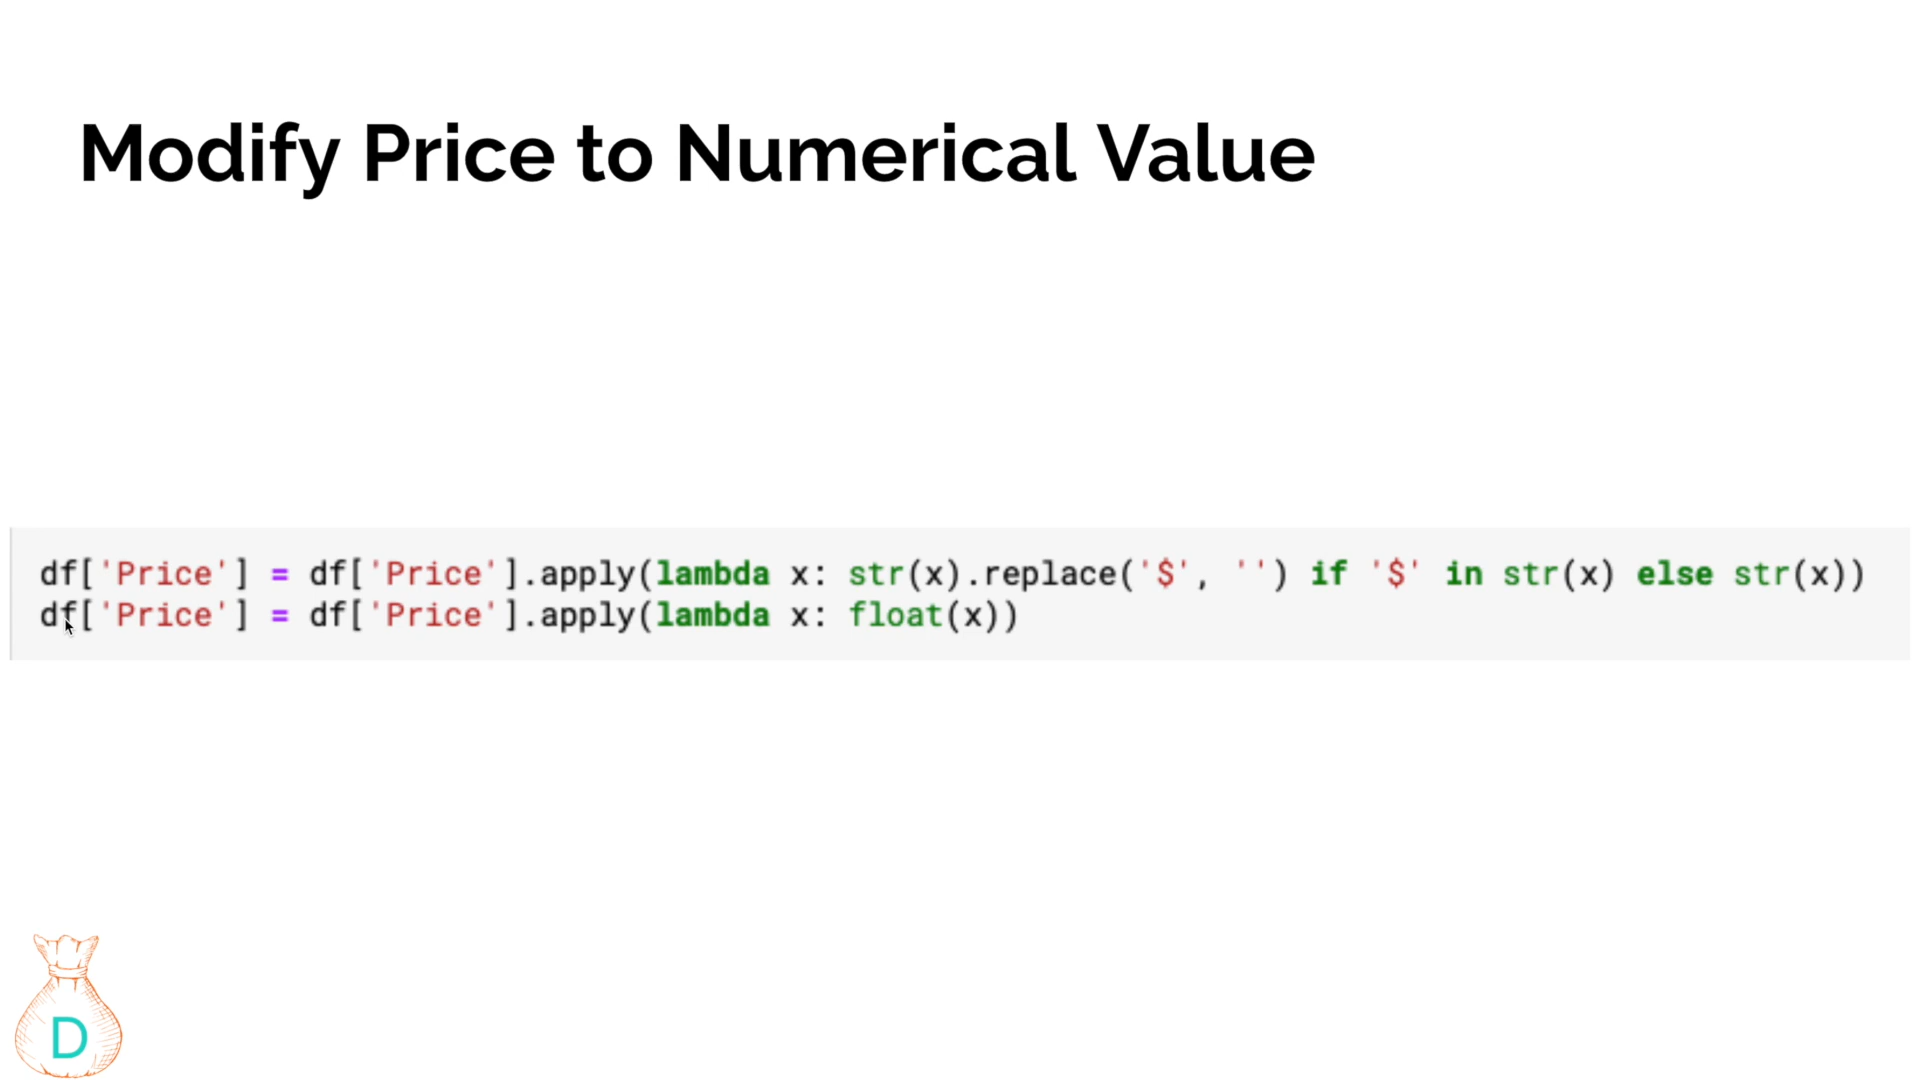 Modify Price to Numerical Value
df['Price'] = df['Price'].apply(lambda x: str(x).replace('$', '') if '$' in str(x) else str(x))
df['Price'] = df['Price'].apply(lambda x: float(x))
D